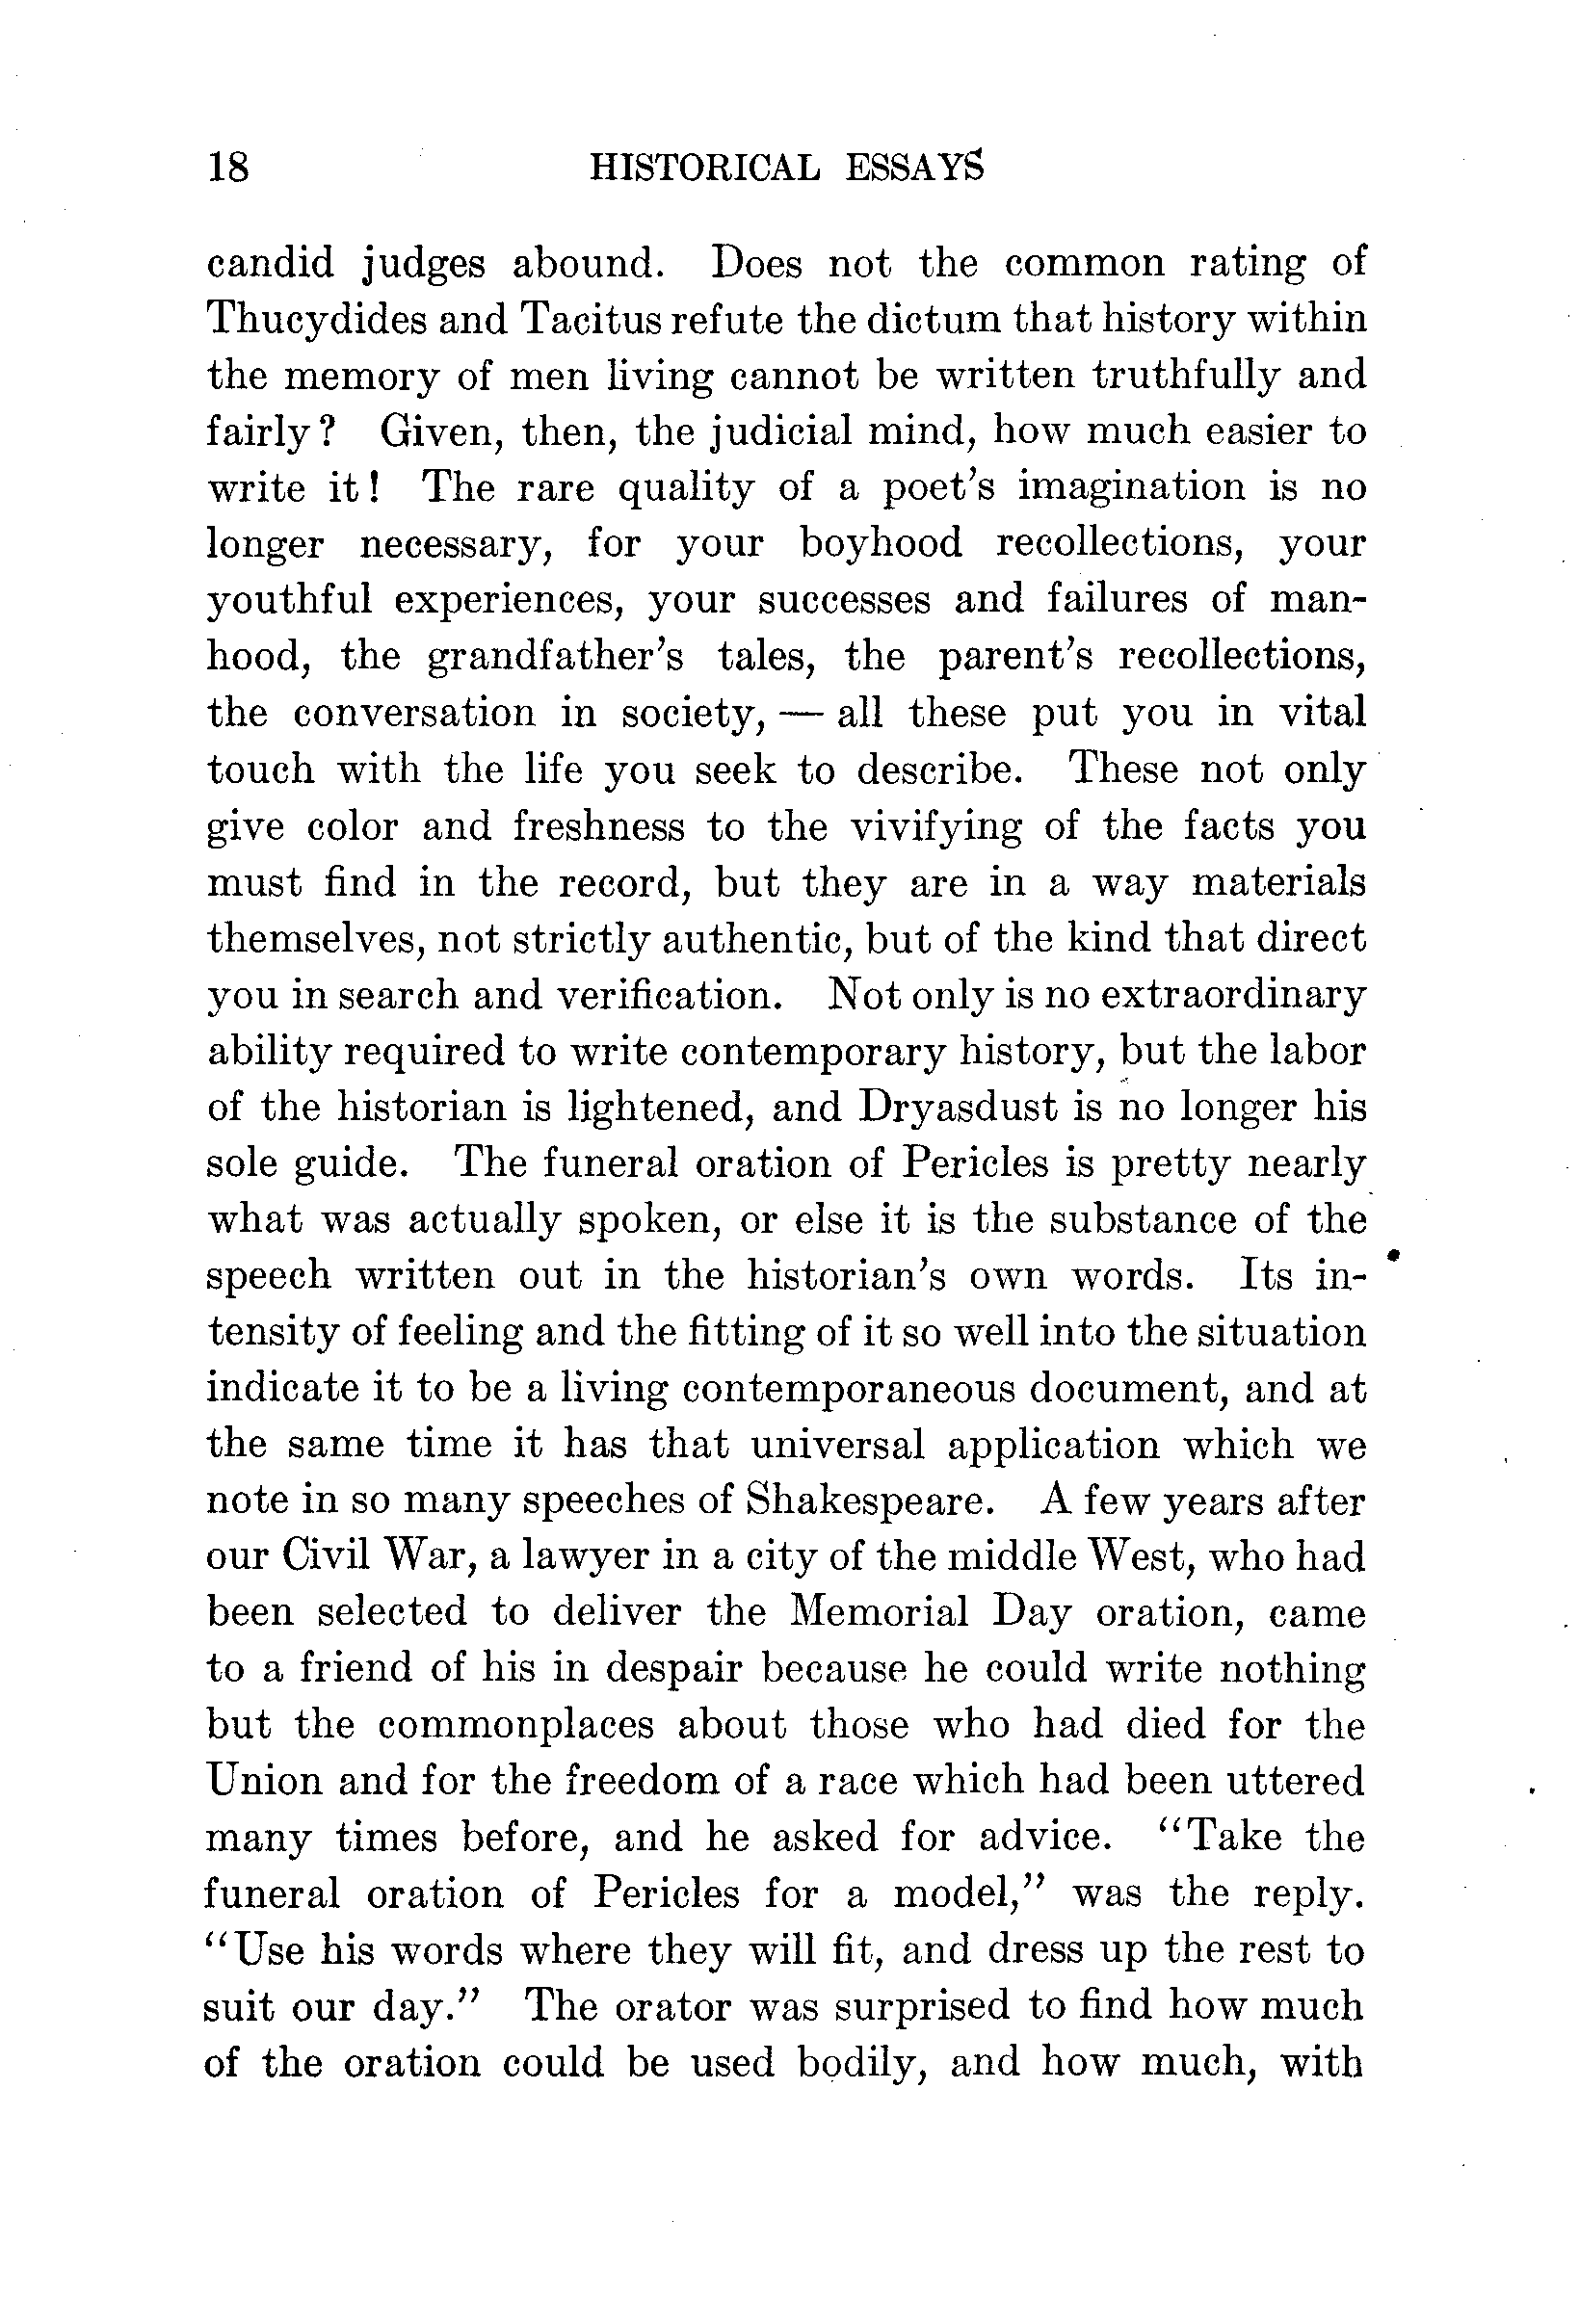 18 HISTORICAL ESSAYS
candid judges abound. Does not the common rating of
Thucydides and Tacitus refute the dictum that history within
the memory of men living cannot be written truthfully and
fairly? Given, then, the judicial mind, how much easier to
write it! The rare quality of a poet's imagination is no
longer necessary, for your boyhood recollections, your
youthful experiences, your successes and failures of man-
hood, the grandfather's tales, the parent's recollections,
the conversation in society, — all these put you in vital
touch with the life you seek to describe. These not only
give color and freshness to the vivifying of the facts you
must find in the record, but they are in a way materials
themselves, not strictly authentic, but of the kind that direct
you in search and verification. Not only is no extraordinary
ability required to write contemporary history, but the labor
of the historian is lightened, and Dryasdust is no longer his
sole guide. The funeral oration of Pericles is pretty nearly
what was actually spoken, or else it is the substance of the
speech written out in the historian's own words. Its in-
tensity of feeling and the fitting of it so well into the situation
indicate it to be a living contemporaneous document, and at
the same time it has that universal application which we
note in so many speeches of Shakespeare. A few years after
our Civil War, a lawyer in a city of the middle West, who had
been selected to deliver the Memorial Day oration, came
to a friend of his in despair because he could write nothing
but the commonplaces about those who had died for the
Union and for the freedom of a race which had been uttered
many times before, and he asked for advice. "Take the
funeral oration of Pericles for a model," was the reply.
"Use his words where they will fit, and dress up the rest to
suit our day." The orator was surprised to find how much
of the oration could be used bodily, and how much, with